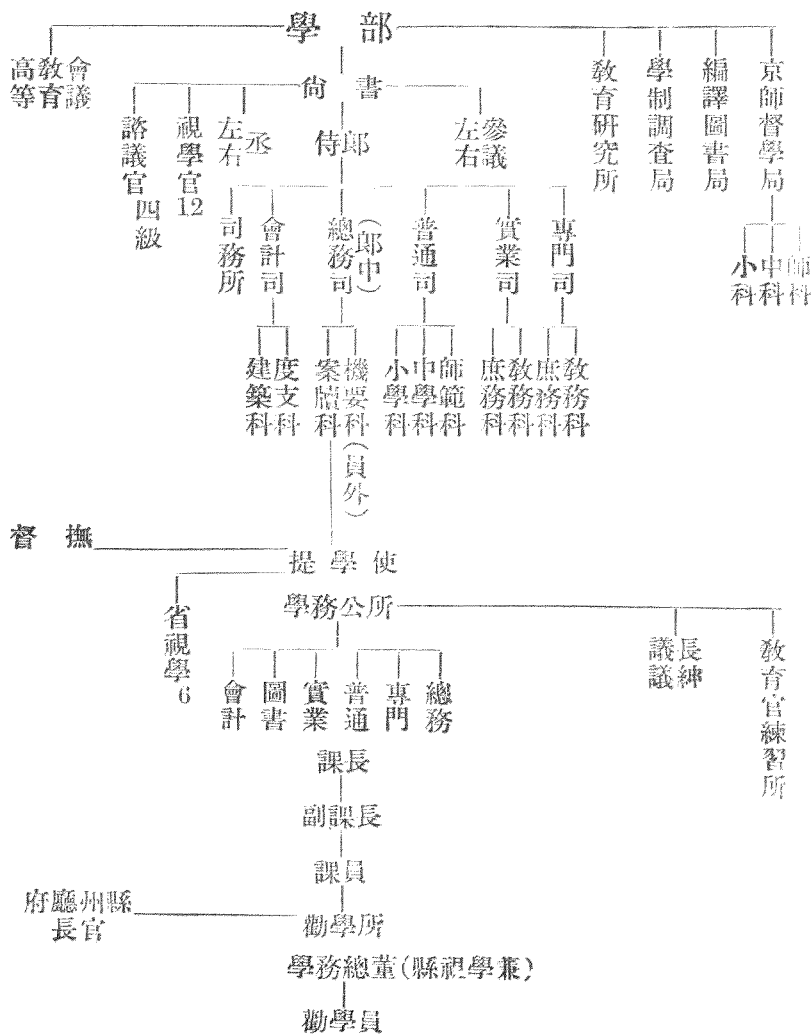 學部
高等教育會議
教育研究所
學制調查局
編譯圖書局
京師督學局
小科
中科
師科
尚書
諮議官四級
視學官12
左右丞
侍郎
左右參議
司務所
會計司
總務司(郎中)
普通司
實業司
專門司
建築科
度支科
案牘科
機要科(員外)
小學科
中學科
師範科
庶務科
教務科
庶務科
教務科
督撫
提學使
省視學6
學務公所
議長
議紳
教育官練習所
會計
圖書
實業
普通
專門
總務
課長
副課長
課員
府廳州縣長官
勸學所
學務總董(縣視學兼)
勸學員